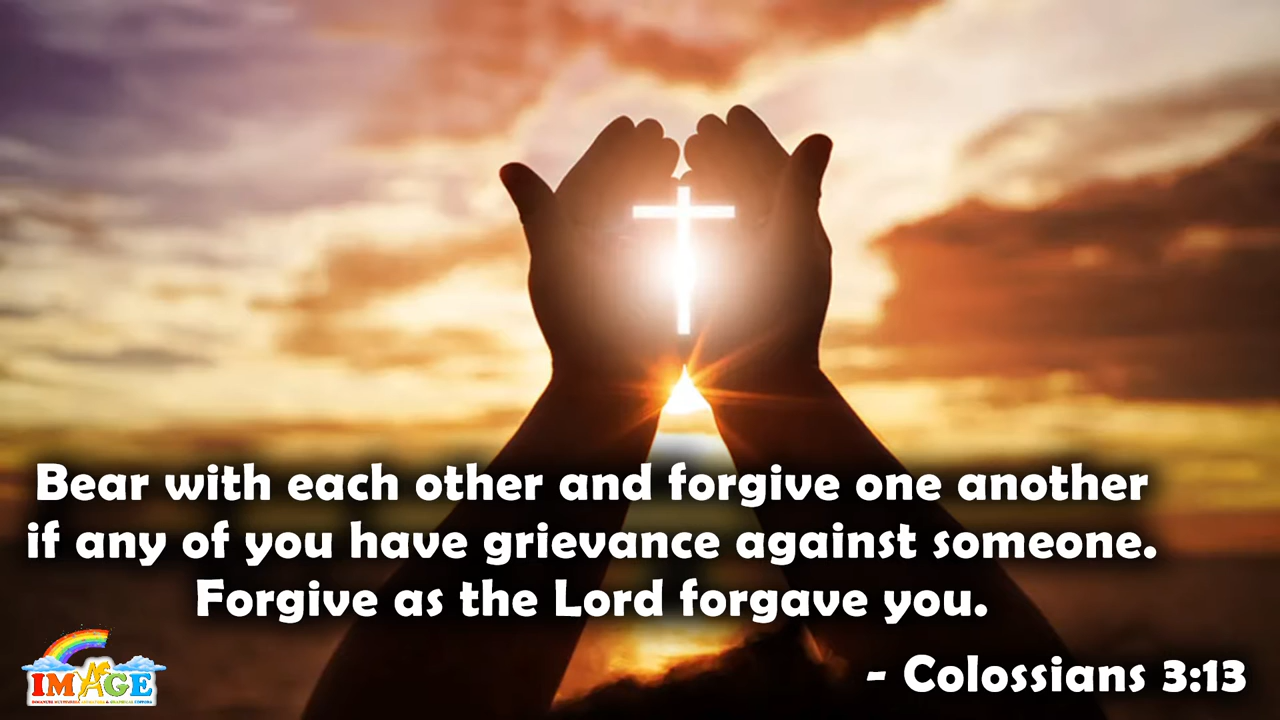 Bear with each other and forgive one another
if any of you have grievance against someone.
Forgive as the Lord forgave you.
- Colossians 3:13
IMAGE